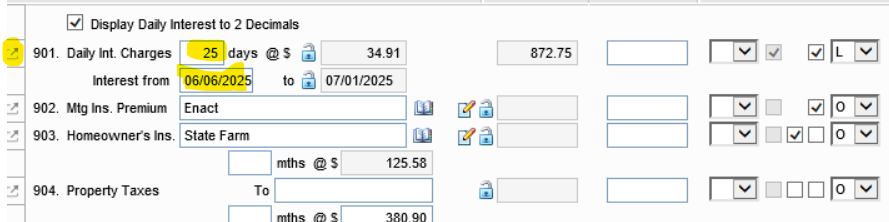 Display Daily Interest to 2 Decimals
901. Daily Int. Charges 25 days @ $ 34.91 872.75 L
Interest from 06/06/2025 to 07/01/2025
902. Mtg Ins. Premium Enact O
903. Homeowner's Ins. State Farm O
mths @ $ 125.58
904. Property Taxes To O
mths @ $ 380.90